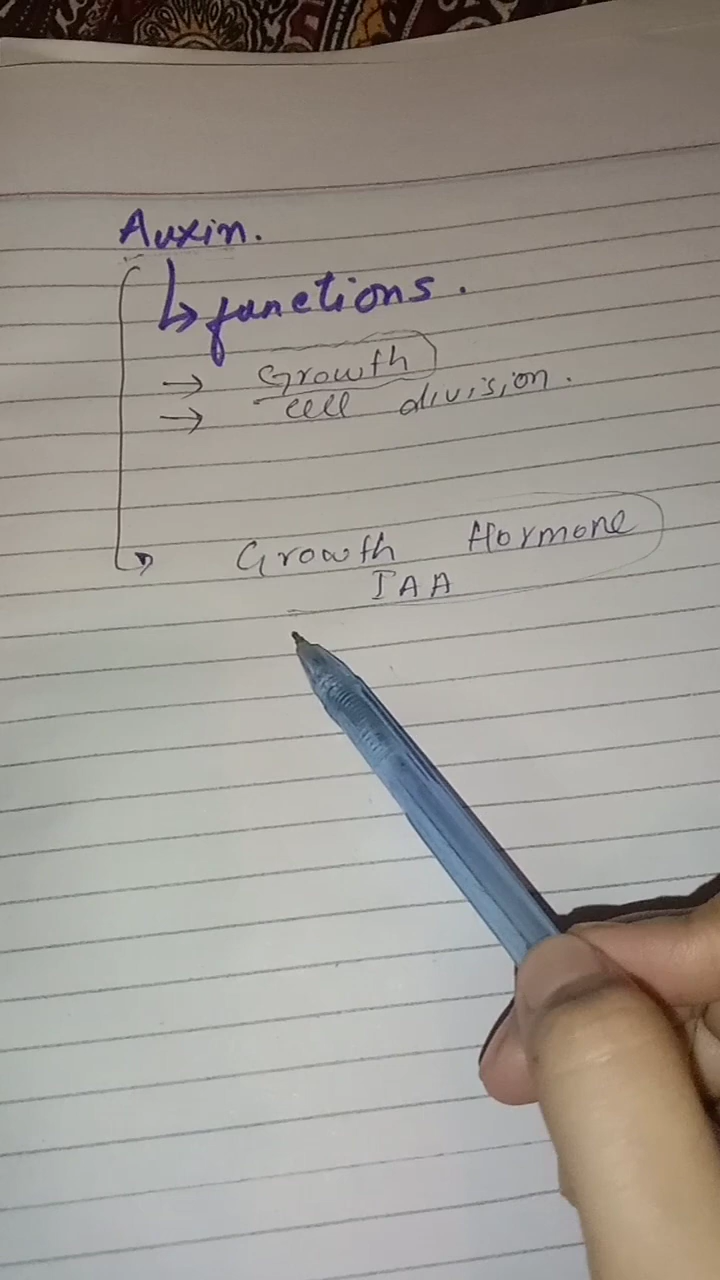 Auxin.
↳ functions.
→ Growth
→ cell division.
→ Growth Hormone
IAA